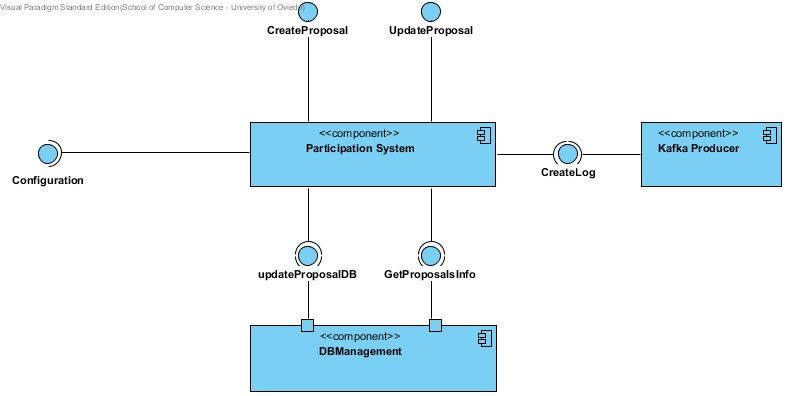 Visual Paradigm Standard Edition(School of Computer Science - University of Oviedo)
CreateProposal
UpdateProposal
<<component>>
Participation System
<<component>>
Kafka Producer
CreateLog
Configuration
updateProposalDB
GetProposalsInfo
<<component>>
DBManagement